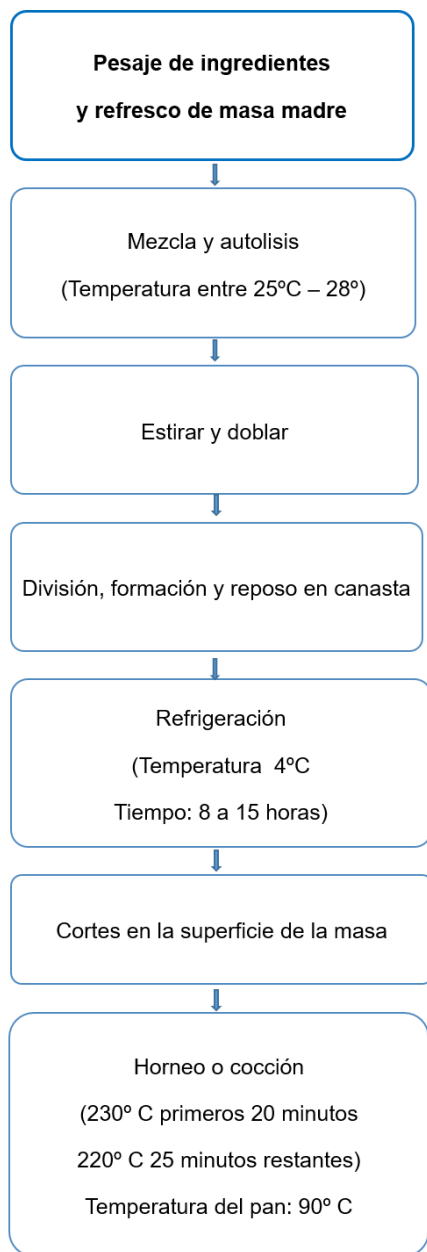 Pesaje de ingredientes
y refresco de masa madre
Mezcla y autolisis
(Temperatura entre 25ºC – 28º)
Estirar y doblar
División, formación y reposo en canasta
Refrigeración
(Temperatura  4ºC
Tiempo: 8 a 15 horas)
Cortes en la superficie de la masa
Horneo o cocción
(230º C primeros 20 minutos
220º C 25 minutos restantes)
Temperatura del pan: 90º C